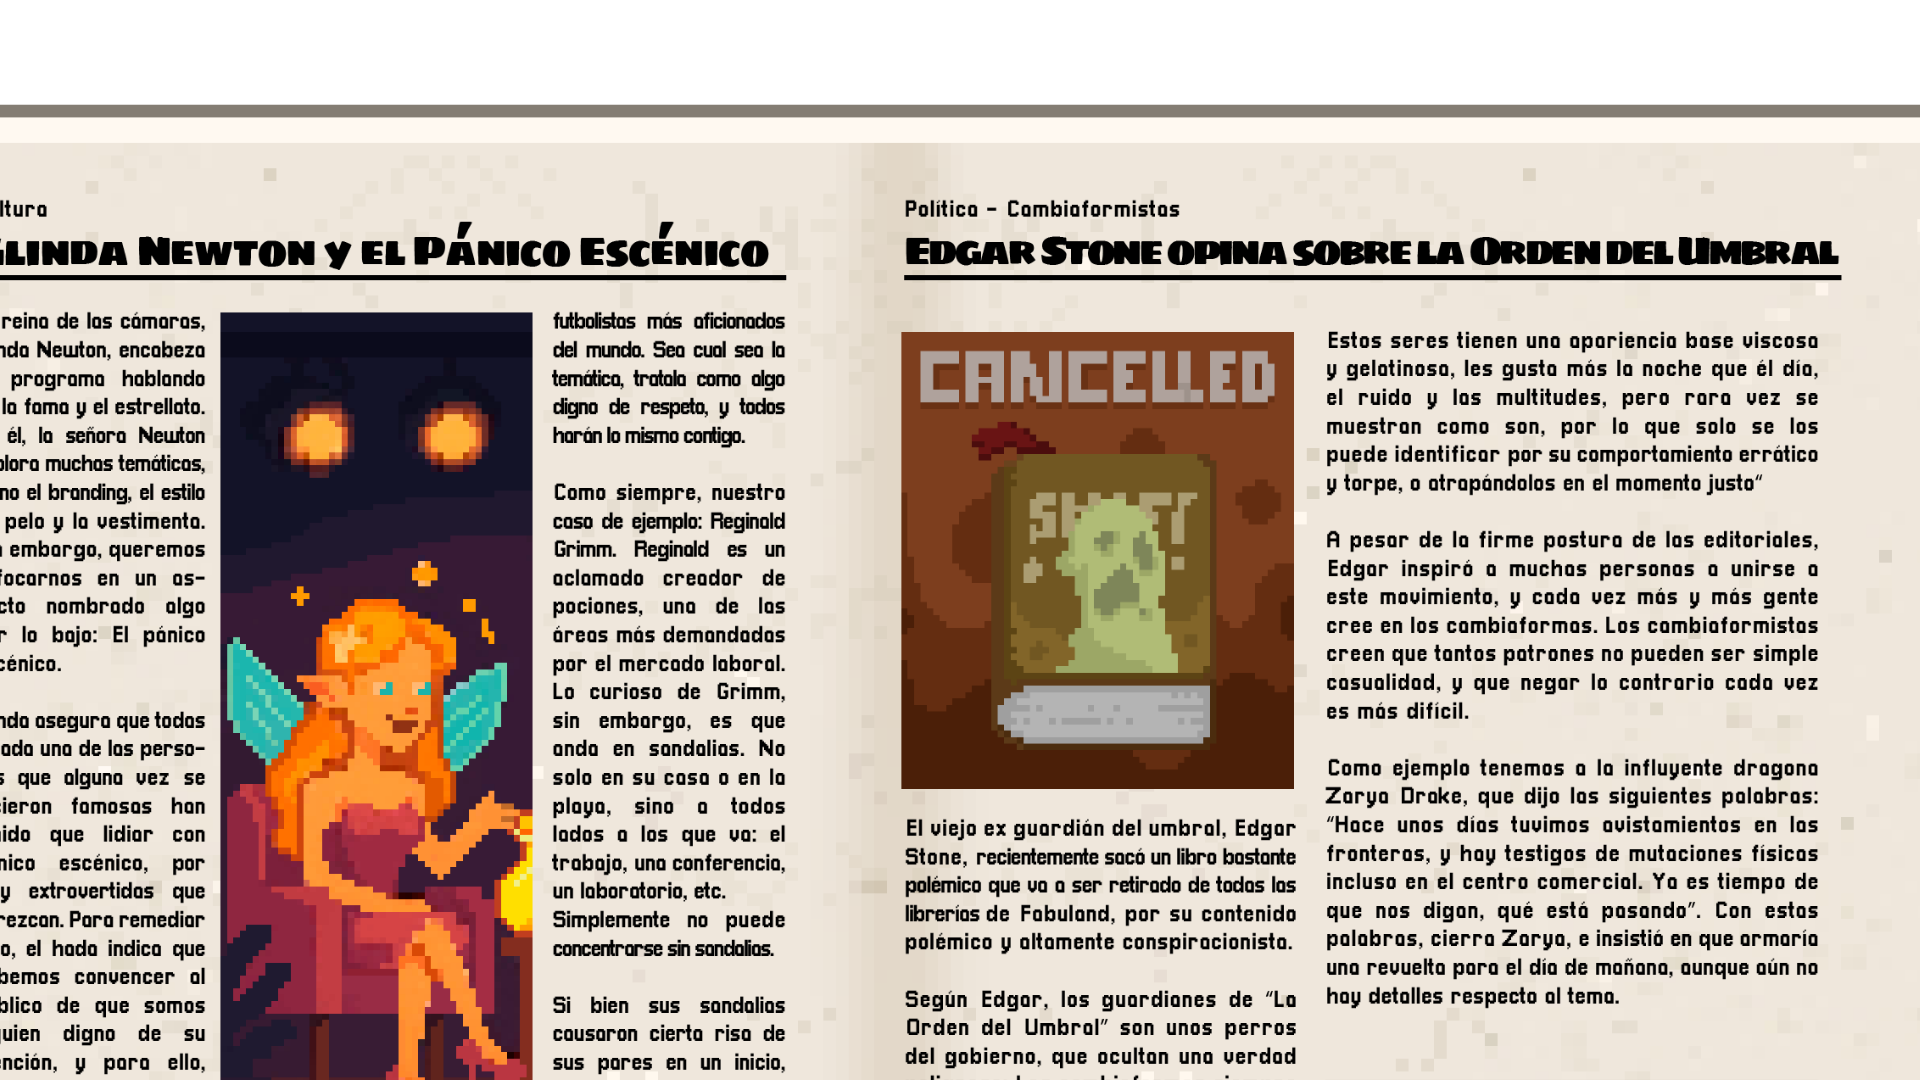 ltura
GLINDA NEWTON Y EL PÁNICO ESCÉNICO
reina de las cámaras,
nda Newton, encabeza
programa hablando
la fama y el estrellato.
él, la señora Newton
plora muchas temáticas,
no el branding, el estilo
pelo y la vestimenta.
embargo, queremos
focarnos en un as-
cto nombrado algo
r lo bajo: El pánico
cénico.
nda asegura que todas
ada una de las perso-
s que alguna vez se
cieron famosas han
nido que lidiar con
nico escénico, por
y extrovertidas que
rezcan. Para remediar
o, el hada indica que
bemos convencer al
blico de que somos
quien digno de su
ención, y para ello,
futbolistas más aficionados
del mundo. Sea cual sea la
temática, tratala como algo
digno de respeto, y todos
harán lo mismo contigo.
Como siempre, nuestro
caso de ejemplo: Reginald
Grimm. Reginald es un
aclamado creador de
pociones, una de las
áreas más demandadas
por el mercado laboral.
Lo curioso de Grimm,
sin embargo, es que
anda en sandalias. No
solo en su casa o en la
playa, sino a todos
lados a los que va: el
trabajo, una conferencia,
un laboratorio, etc.
Simplemente no puede
concentrarse sin sandalias.
Si bien sus sandalias
causaron cierta risa de
sus pares en un inicio,
Política - Cambiaformistas
EDGAR STONE OPINA SOBRE LA ORDEN DEL UMBRAL
CANCELLED
El viejo ex guardián del umbral, Edgar
Stone, recientemente sacó un libro bastante
polémico que va a ser retirado de todas las
librerías de Fabuland, por su contenido
polémico y altamente conspiracionista.
Según Edgar, los guardianes de “La
Orden del Umbral” son unos perros
del gobierno, que ocultan una verdad
Estos seres tienen una apariencia base viscosa
y gelatinosa, les gusta más la noche que él día,
el ruido y las multitudes, pero rara vez se
muestran como son, por lo que solo se los
puede identificar por su comportamiento errático
y torpe, o atrapándolos en el momento justo“
A pesar de la firme postura de las editoriales,
Edgar inspiró a muchas personas a unirse a
este movimiento, y cada vez más y más gente
cree en los cambiaformas. Los cambiaformistas
creen que tantos patrones no pueden ser simple
casualidad, y que negar lo contrario cada vez
es más difícil.
Como ejemplo tenemos a la influyente dragona
Zarya Drake, que dijo las siguientes palabras:
“Hace unos días tuvimos avistamientos en las
fronteras, y hay testigos de mutaciones físicas
incluso en el centro comercial. Ya es tiempo de
que nos digan, qué está pasando”. Con estas
palabras, cierra Zarya, e insistió en que armaría
una revuelta para el día de mañana, aunque aún no
hay detalles respecto al tema.